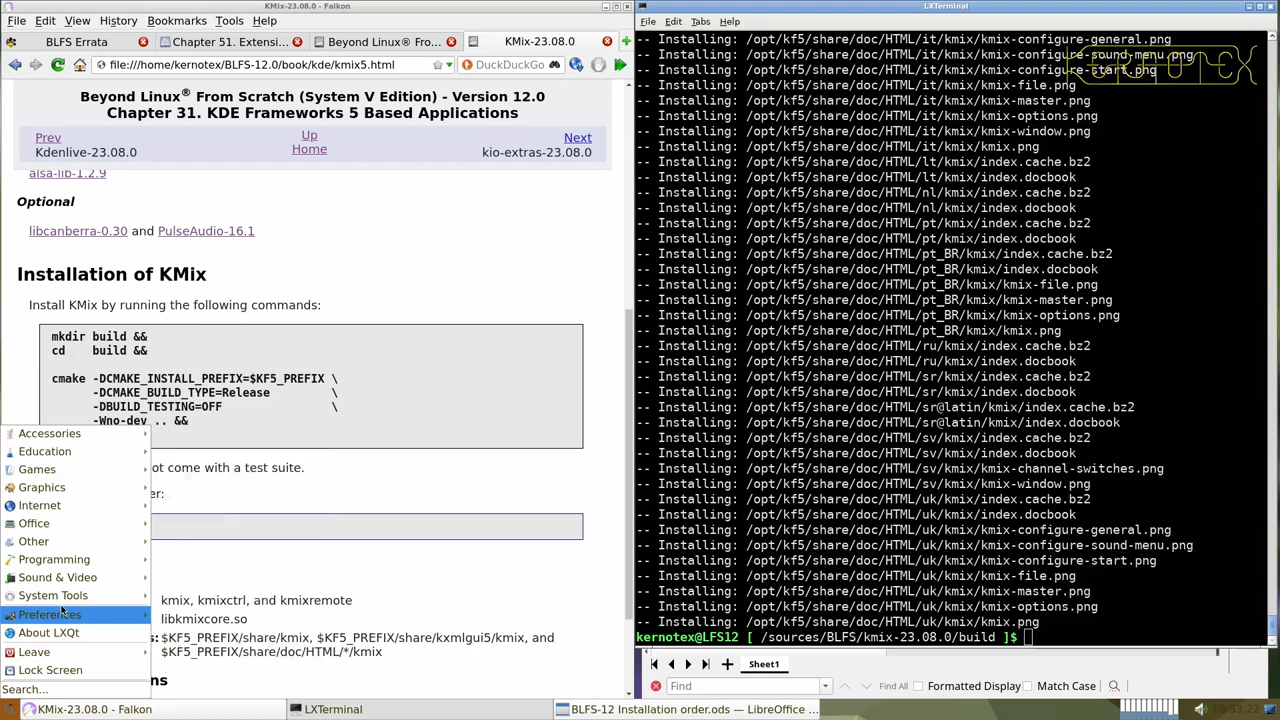 KMix-23.08.0 - Falkon
File Edit View History Bookmarks Tools Help
BLFS Errata
Chapter 51. Extensi...
Beyond Linux® Fro...
KMix-23.08.0
file:///home/kernotex/BLFS-12.0/book/kde/kmix5.html
DuckDuckGo
Beyond Linux® From Scratch (System V Edition) - Version 12.0
Chapter 31. KDE Frameworks 5 Based Applications
Prev Up Next
Kdenlive-23.08.0 Home kio-extras-23.08.0
alsa-lib-1.2.9
Optional
libcanberra-0.30 and PulseAudio-16.1
Installation of KMix
Install KMix by running the following commands:
mkdir build &&
cd build &&
cmake -DCMAKE_INSTALL_PREFIX=$KF5_PREFIX \
-DCMAKE_BUILD_TYPE=Release \
-DBUILD_TESTING=OFF \
-Wno-dev .. &&
ot come with a test suite.
er:
kmix, kmixctrl, and kmixremote
libkmixcore.so
s: $KF5_PREFIX/share/kmix, $KF5_PREFIX/share/kxmlgui5/kmix, and
$KF5_PREFIX/share/doc/HTML/*/kmix
ns
Accessories
Education
Games
Graphics
Internet
Office
Other
Programming
Sound & Video
System Tools
Preferences
About LXQt
Leave
Lock Screen
Search...
LXTerminal
File Edit Tabs Help
KERNOTEX
-- Installing: /opt/kf5/share/doc/HTML/it/kmix/kmix-configure-general.png
-- Installing: /opt/kf5/share/doc/HTML/it/kmix/kmix-configure-sound-menu.png
-- Installing: /opt/kf5/share/doc/HTML/it/kmix/kmix-configure-start.png
-- Installing: /opt/kf5/share/doc/HTML/it/kmix/kmix-file.png
-- Installing: /opt/kf5/share/doc/HTML/it/kmix/kmix-master.png
-- Installing: /opt/kf5/share/doc/HTML/it/kmix/kmix-options.png
-- Installing: /opt/kf5/share/doc/HTML/it/kmix/kmix-window.png
-- Installing: /opt/kf5/share/doc/HTML/it/kmix/kmix.png
-- Installing: /opt/kf5/share/doc/HTML/lt/kmix/index.cache.bz2
-- Installing: /opt/kf5/share/doc/HTML/lt/kmix/index.docbook
-- Installing: /opt/kf5/share/doc/HTML/nl/kmix/index.cache.bz2
-- Installing: /opt/kf5/share/doc/HTML/nl/kmix/index.docbook
-- Installing: /opt/kf5/share/doc/HTML/pt/kmix/index.cache.bz2
-- Installing: /opt/kf5/share/doc/HTML/pt/kmix/index.docbook
-- Installing: /opt/kf5/share/doc/HTML/pt_BR/kmix/index.cache.bz2
-- Installing: /opt/kf5/share/doc/HTML/pt_BR/kmix/index.docbook
-- Installing: /opt/kf5/share/doc/HTML/pt_BR/kmix/kmix-file.png
-- Installing: /opt/kf5/share/doc/HTML/pt_BR/kmix/kmix-master.png
-- Installing: /opt/kf5/share/doc/HTML/pt_BR/kmix/kmix-options.png
-- Installing: /opt/kf5/share/doc/HTML/pt_BR/kmix/kmix.png
-- Installing: /opt/kf5/share/doc/HTML/ru/kmix/index.cache.bz2
-- Installing: /opt/kf5/share/doc/HTML/ru/kmix/index.docbook
-- Installing: /opt/kf5/share/doc/HTML/sr/kmix/index.cache.bz2
-- Installing: /opt/kf5/share/doc/HTML/sr/kmix/index.docbook
-- Installing: /opt/kf5/share/doc/HTML/sr@latin/kmix/index.cache.bz2
-- Installing: /opt/kf5/share/doc/HTML/sr@latin/kmix/index.docbook
-- Installing: /opt/kf5/share/doc/HTML/sv/kmix/index.cache.bz2
-- Installing: /opt/kf5/share/doc/HTML/sv/kmix/index.docbook
-- Installing: /opt/kf5/share/doc/HTML/sv/kmix/kmix-channel-switches.png
-- Installing: /opt/kf5/share/doc/HTML/sv/kmix/kmix-window.png
-- Installing: /opt/kf5/share/doc/HTML/uk/kmix/index.cache.bz2
-- Installing: /opt/kf5/share/doc/HTML/uk/kmix/index.docbook
-- Installing: /opt/kf5/share/doc/HTML/uk/kmix/kmix-configure-general.png
-- Installing: /opt/kf5/share/doc/HTML/uk/kmix/kmix-configure-sound-menu.png
-- Installing: /opt/kf5/share/doc/HTML/uk/kmix/kmix-configure-start.png
-- Installing: /opt/kf5/share/doc/HTML/uk/kmix/kmix-file.png
-- Installing: /opt/kf5/share/doc/HTML/uk/kmix/kmix-master.png
-- Installing: /opt/kf5/share/doc/HTML/uk/kmix/kmix-options.png
-- Installing: /opt/kf5/share/doc/HTML/uk/kmix/kmix.png
kernotex@LFS12 [ /sources/BLFS/kmix-23.08.0/build ]$
Sheet1
Find Find All Formatted Display Match Case
KMix-23.08.0 - Falkon
LXTerminal
BLFS-12 Installation order.ods — LibreOffice ...
16:53:22